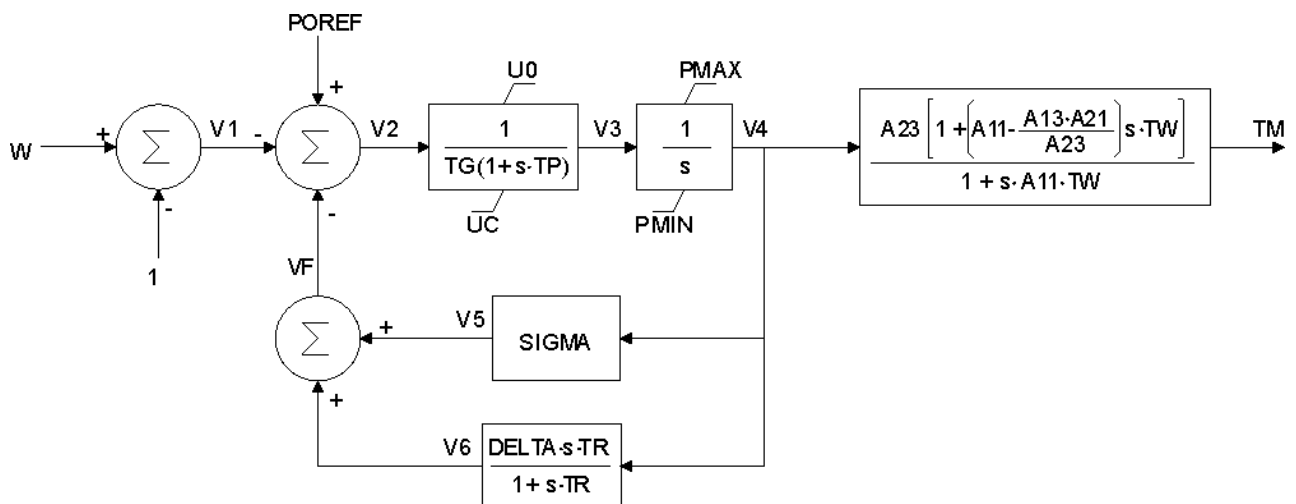 POREF
U0
PMAX
W
+
-
Σ
1
V1
-
+
-
Σ
V2
1
TG(1+s·TP)
UC
V3
1
s
PMIN
V4
A23 [ 1 + ( A11- A13·A21 / A23 ) s·TW ]
1 + s·A11·TW
TM
VF
Σ
+
+
V5
SIGMA
V6
DELTA·s·TR
1 + s·TR